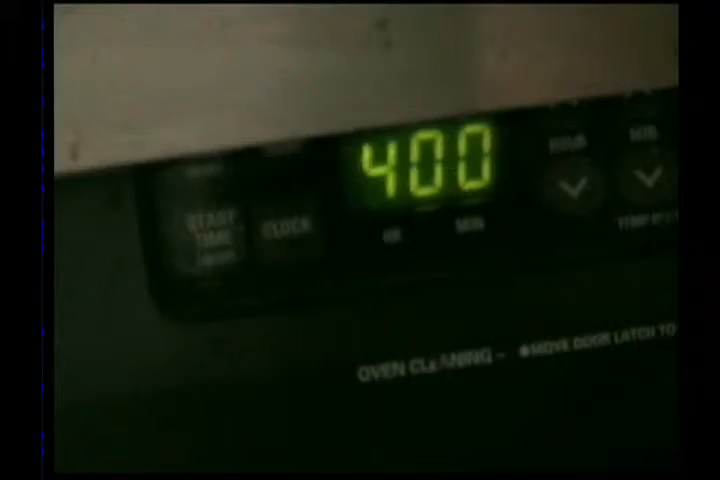 400
START
TIME
CLOCK
HR
MIN
HOUR
MIN
OVEN CLEANING - ●MOVE DOOR LATCH TO